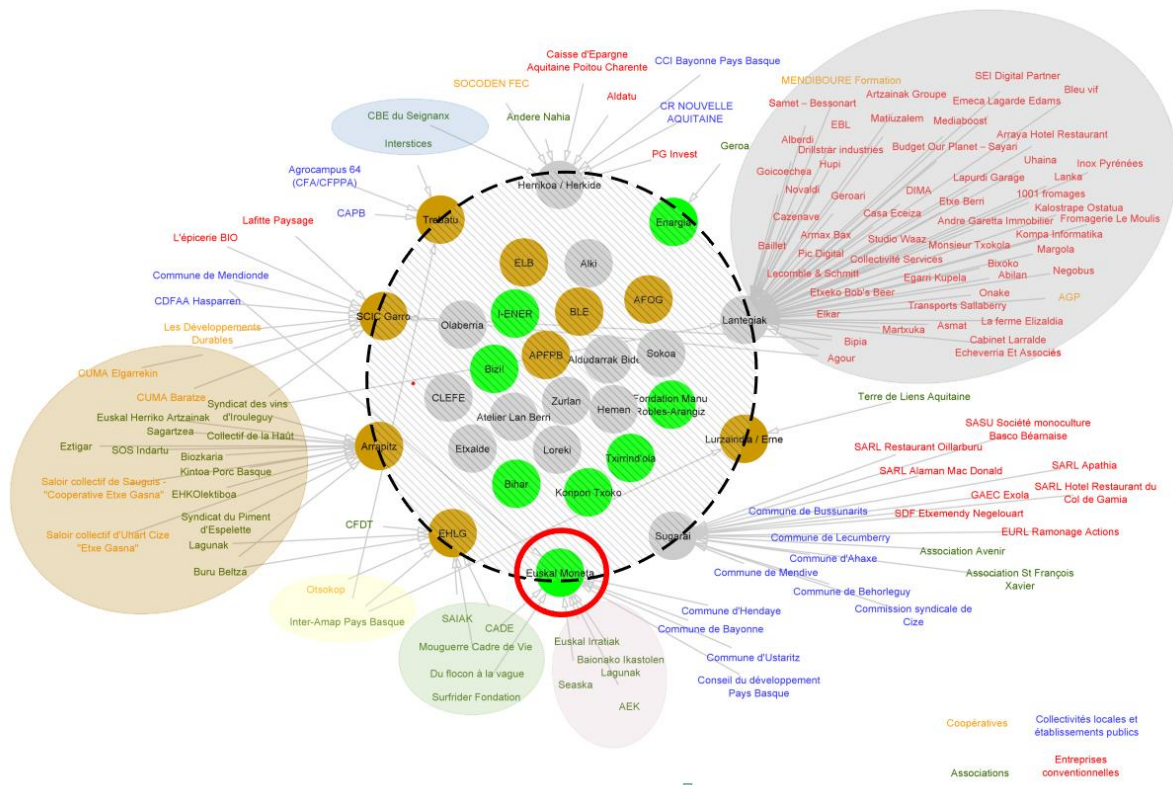 Caisse d'Epargne
Aquitaine Poitou Charente
CCI Bayonne Pays Basque
SOCODEN FEC
Aldatu
CR NOUVELLE
AQUITAINE
Andere Nahia
PG Invest
Geroa
CBE du Seignanx
Interstices
Agrocampus 64
(CFA/CFPPA)
CAPB
Lafitte Paysage
L'épicerie BIO
Commune de Mendionde
CDFAA Hasparren
Les Développements
Durables
CUMA Elgarrekin
CUMA Baratze
Syndicat des vins
d'Irouleguy
Euskal Herriko Artzainak
Sagartzea
Collectif de la Haût
Eztigar
SOS Indartu
Biozkaria
Kintoa Porc Basque
Saloir collectif de Sauguis -
"Cooperative Etxe Gasna"
EHKOlektiboa
Syndicat du Piment
d'Espelette
Saloir collectif d'Uhart Cize
"Etxe Gasna"
Lagunak
Buru Beltza
CFDT
Otsokop
Inter-Amap Pays Basque
SAIAK
CADE
Mouguerre Cadre de Vie
Du flocon à la vague
Surfrider Fondation
Euskal Irratiak
Baionako Ikastolen
Lagunak
Seaska
AEK
Herrikoa / Herkide
Trebatu
Enargia
ELB
Alki
SCIC Garro
Olaberria
I-ENER
BLE
AFOG
Lantegiak
APFPB
Aldudarrak Bide
Sokoa
Bizi!
CLEFE
Zurlan
Atelier Lan Berri
Hemen
Fondation Manu
Robles-Arangiz
Arrapitz
Etxalde
Loreki
Txirrind'ola
Lurzaindia / Erne
Bihar
Konpon Txoko
EHLG
Sugarai
Euskal Moneta
MENDIBOURE Formation
SEI Digital Partner
Bleu vif
Samet – Bessonart
Artzainak Groupe
Emeca Lagarde Edams
EBL
Matiuzalem
Mediaboost
Alberdi
Drillstrar industries
Budget Our Planet – Sayari
Arraya Hotel Restaurant
Goicoechea
Hupi
Uhaina
Inox Pyrénées
Lapurdi Garage
Lanka
Novaldi
Geroari
DIMA
Etxe Berri
1001 fromages
Kalostrape Ostatua
Cazenave
Casa Eceiza
Andre Garetta Immobilier
Fromagerie Le Moulis
Armax Bax
Studio Waaz
Kompa Informatika
Baillet
Pic Digital
Monsieur Txokola
Margola
Collectivité Services
Lecomble & Schmitt
Egarri Kupela
Bixoko
Abilan
Negobus
Etxeko Bob's Beer
Onake
AGP
Elkar
Transports Sallaberry
Martxuka
Asmat
La ferme Elizaldia
Bipia
Cabinet Larralde
Echeverria Et Associés
Agour
Terre de Liens Aquitaine
SASU Société monoculture
Basco Béarnaise
SARL Restaurant Oillarburu
SARL Alaman Mac Donald
SARL Apathia
SARL Hotel Restaurant du
Col de Gamia
GAEC Exola
SDF Etxemendy Negelouart
EURL Ramonage Actions
Commune de Bussunarits
Commune de Lecumberry
Association Avenir
Commune d'Ahaxe
Association St François
Xavier
Commune de Mendive
Commune de Behorleguy
Commission syndicale de
Cize
Commune d'Hendaye
Commune de Bayonne
Commune d'Ustaritz
Conseil du développement
Pays Basque
Coopératives
Collectivités locales et
établissements publics
Associations
Entreprises
conventionnelles